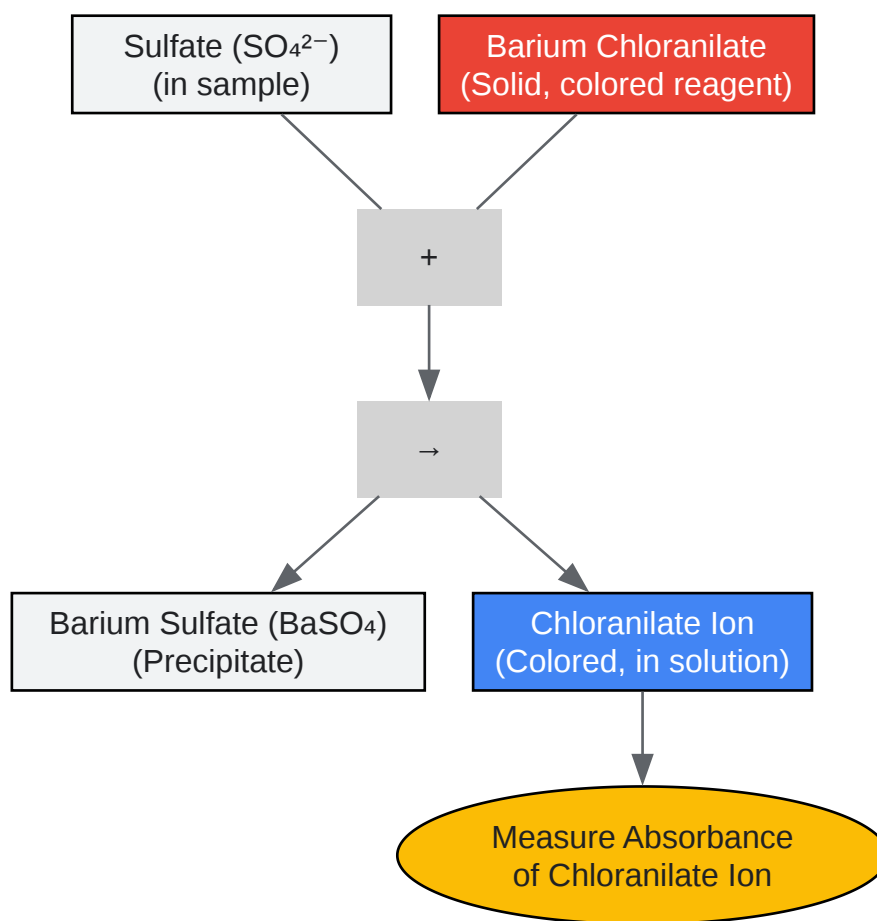 Sulfate (SO₄²⁻)
(in sample)
Barium Chloranilate
(Solid, colored reagent)
+
→
Barium Sulfate (BaSO₄)
(Precipitate)
Chloranilate Ion
(Colored, in solution)
Measure Absorbance
of Chloranilate Ion